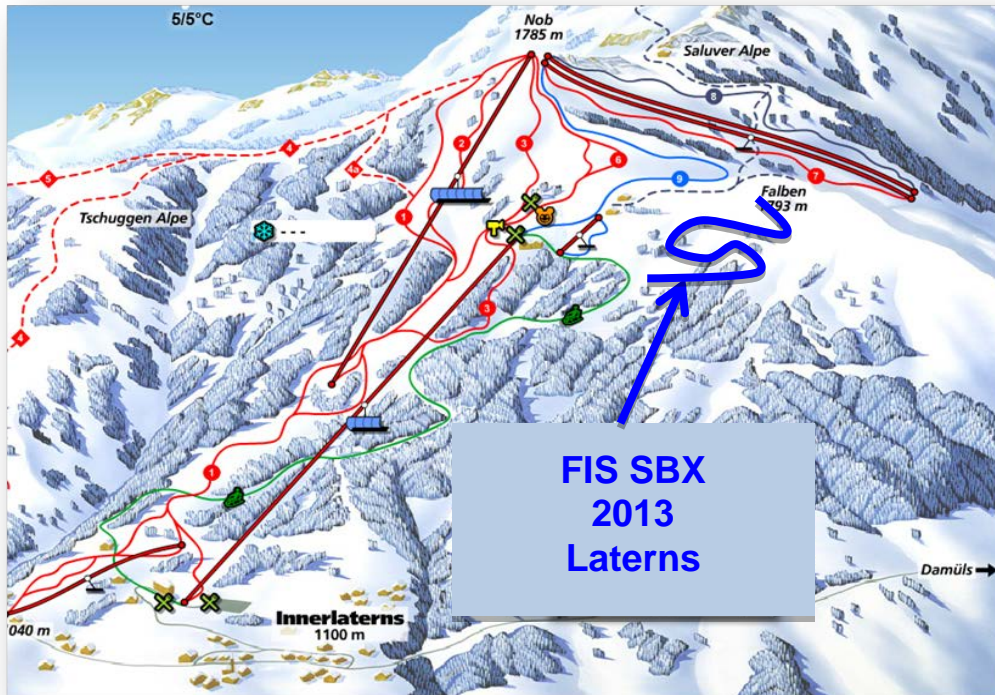 5/5°C
Nob
1785 m
Saluver Alpe
8
4
2
3
6
5
4a
9
7
1
Falben
793 m
Tschuggen Alpe
- - -
3
4
1
FIS SBX
2013
Laterns
Damüls
Innerlaterns
1100 m
040 m